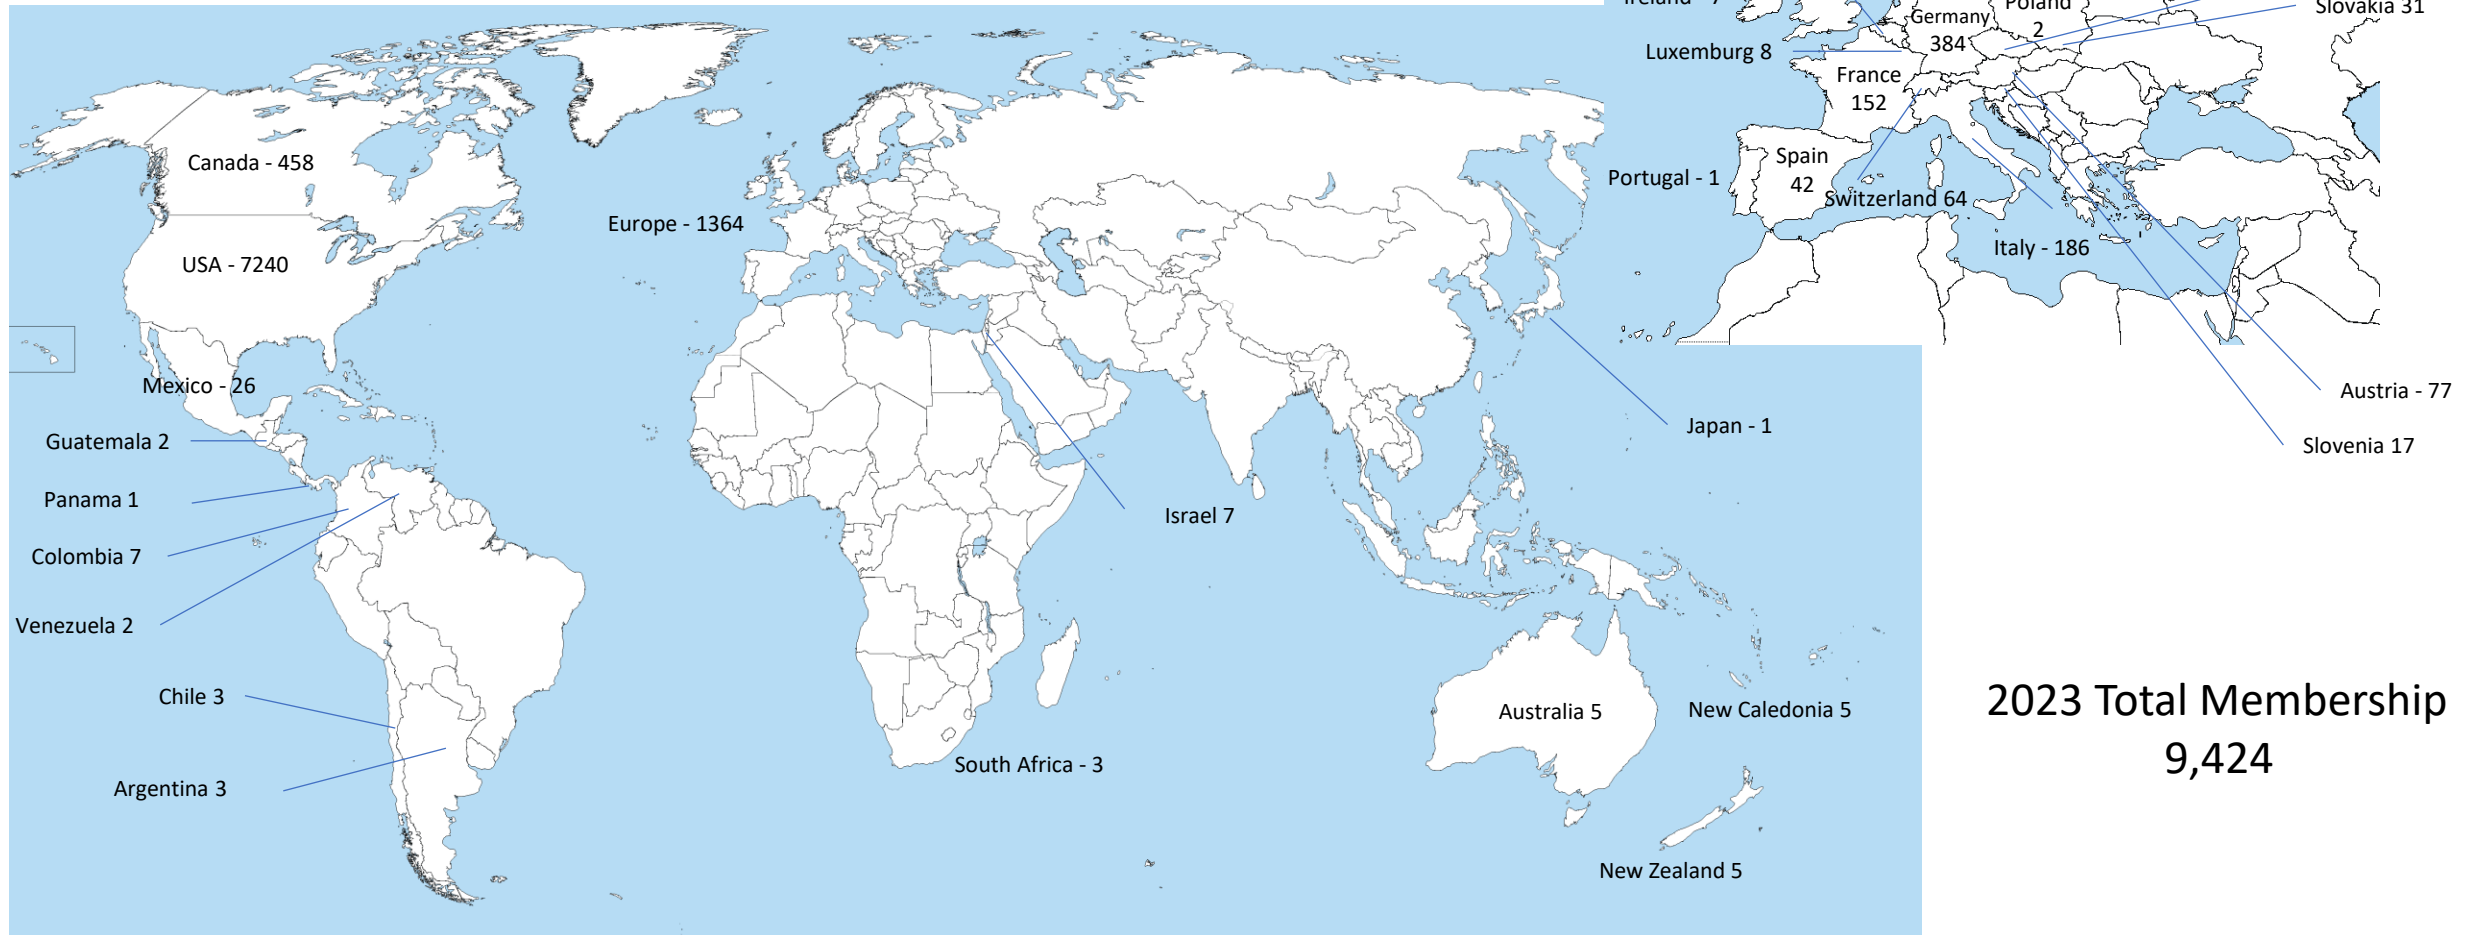 Ireland - 7
Germany
384
Poland
2
Slovakia 31
Luxemburg 8
France
152
Portugal - 1
Spain
42
Switzerland 64
Italy - 186
Austria - 77
Slovenia 17
Canada - 458
USA - 7240
Europe - 1364
Mexico - 26
Guatemala 2
Panama 1
Colombia 7
Venezuela 2
Chile 3
Argentina 3
Israel 7
Japan - 1
South Africa - 3
Australia 5
New Caledonia 5
New Zealand 5
2023 Total Membership
9,424